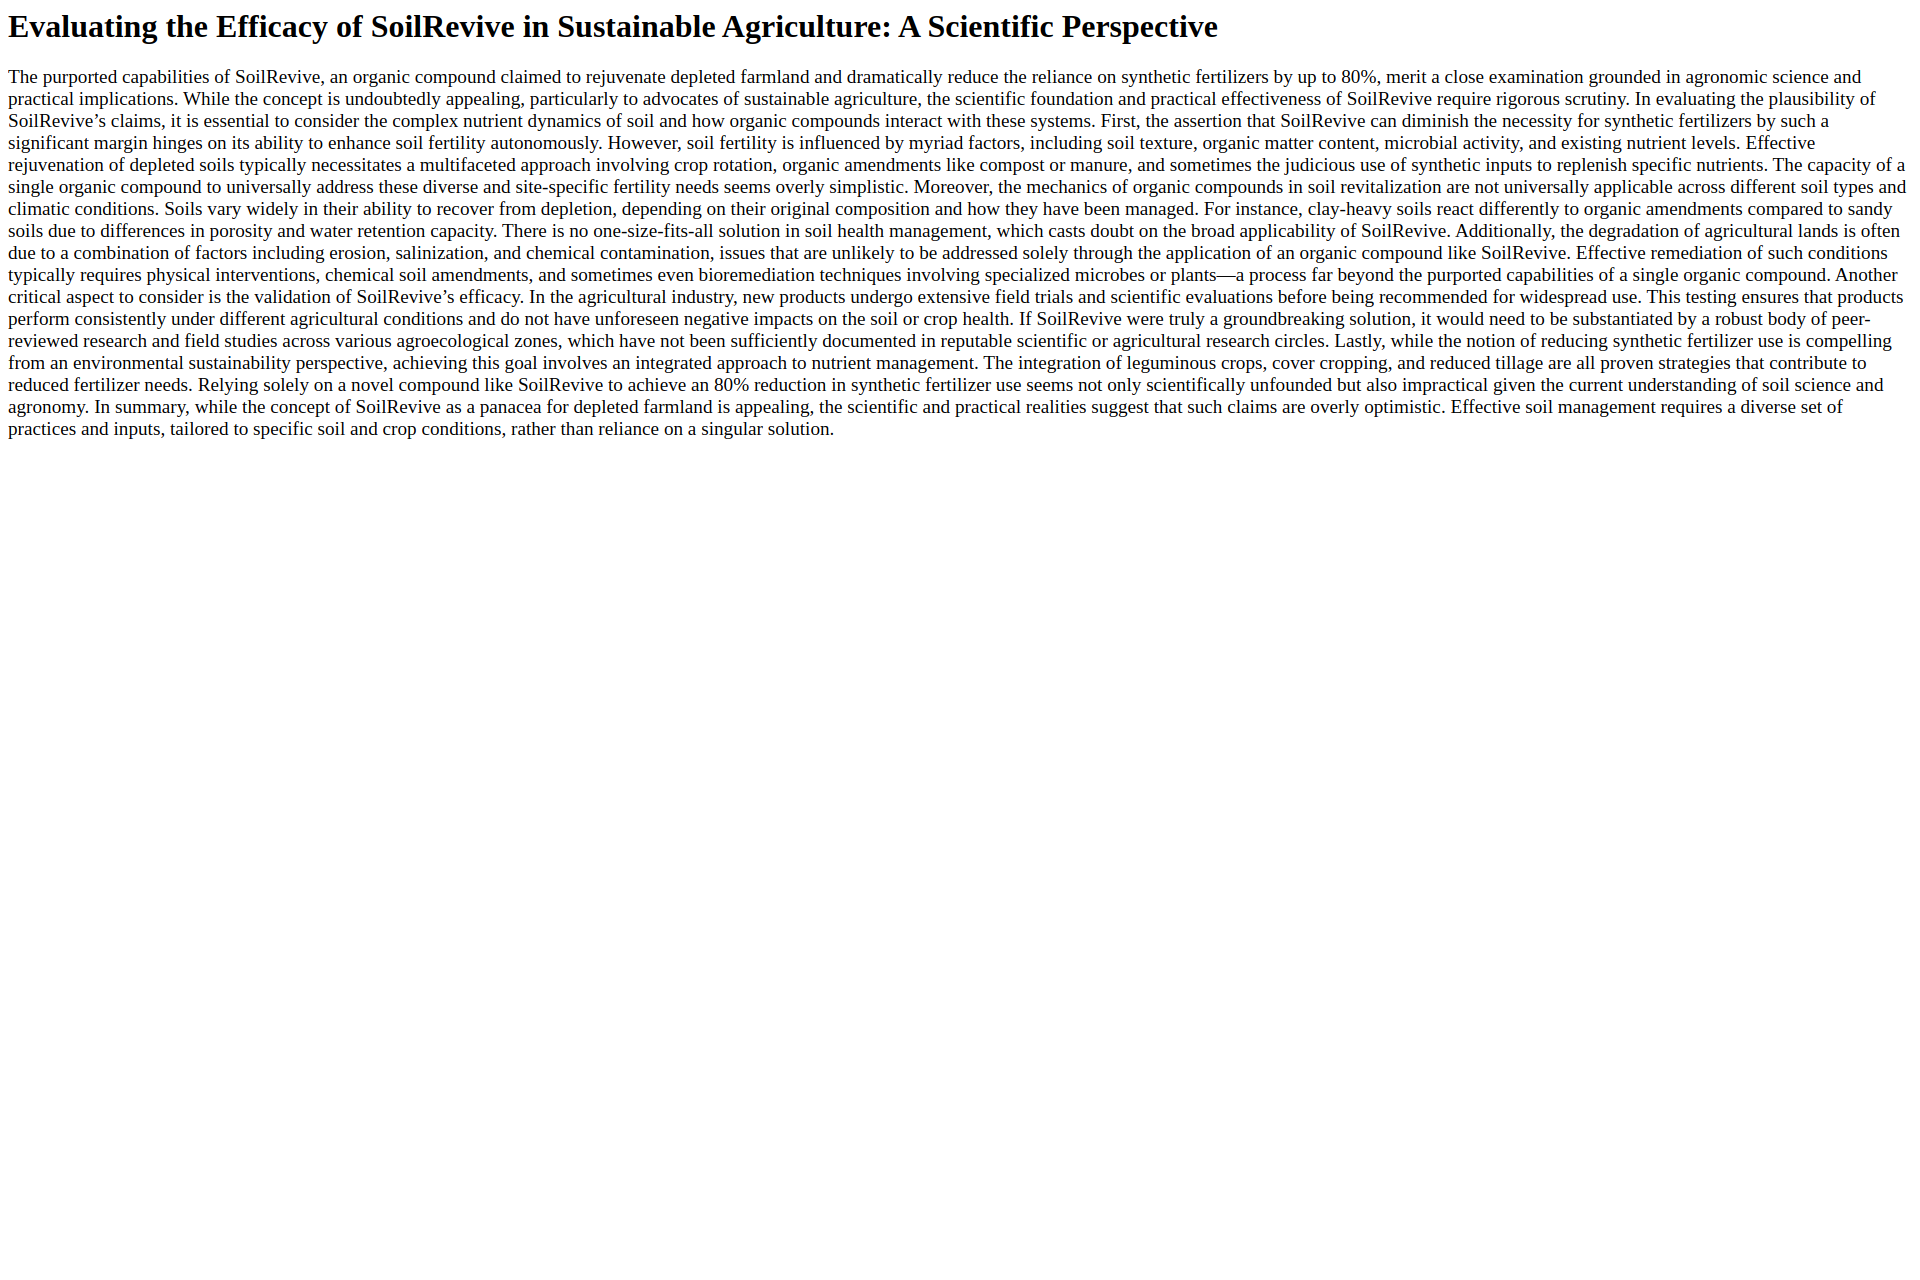 Evaluating the Efficacy of SoilRevive in Sustainable Agriculture: A Scientific Perspective
The purported capabilities of SoilRevive, an organic compound claimed to rejuvenate depleted farmland and dramatically reduce the reliance on synthetic fertilizers by up to 80%, merit a close examination grounded in agronomic science and
practical implications. While the concept is undoubtedly appealing, particularly to advocates of sustainable agriculture, the scientific foundation and practical effectiveness of SoilRevive require rigorous scrutiny. In evaluating the plausibility of
SoilRevive’s claims, it is essential to consider the complex nutrient dynamics of soil and how organic compounds interact with these systems. First, the assertion that SoilRevive can diminish the necessity for synthetic fertilizers by such a
significant margin hinges on its ability to enhance soil fertility autonomously. However, soil fertility is influenced by myriad factors, including soil texture, organic matter content, microbial activity, and existing nutrient levels. Effective
rejuvenation of depleted soils typically necessitates a multifaceted approach involving crop rotation, organic amendments like compost or manure, and sometimes the judicious use of synthetic inputs to replenish specific nutrients. The capacity of a
single organic compound to universally address these diverse and site-specific fertility needs seems overly simplistic. Moreover, the mechanics of organic compounds in soil revitalization are not universally applicable across different soil types and
climatic conditions. Soils vary widely in their ability to recover from depletion, depending on their original composition and how they have been managed. For instance, clay-heavy soils react differently to organic amendments compared to sandy
soils due to differences in porosity and water retention capacity. There is no one-size-fits-all solution in soil health management, which casts doubt on the broad applicability of SoilRevive. Additionally, the degradation of agricultural lands is often
due to a combination of factors including erosion, salinization, and chemical contamination, issues that are unlikely to be addressed solely through the application of an organic compound like SoilRevive. Effective remediation of such conditions
typically requires physical interventions, chemical soil amendments, and sometimes even bioremediation techniques involving specialized microbes or plants—a process far beyond the purported capabilities of a single organic compound. Another
critical aspect to consider is the validation of SoilRevive’s efficacy. In the agricultural industry, new products undergo extensive field trials and scientific evaluations before being recommended for widespread use. This testing ensures that products
perform consistently under different agricultural conditions and do not have unforeseen negative impacts on the soil or crop health. If SoilRevive were truly a groundbreaking solution, it would need to be substantiated by a robust body of peer-
reviewed research and field studies across various agroecological zones, which have not been sufficiently documented in reputable scientific or agricultural research circles. Lastly, while the notion of reducing synthetic fertilizer use is compelling
from an environmental sustainability perspective, achieving this goal involves an integrated approach to nutrient management. The integration of leguminous crops, cover cropping, and reduced tillage are all proven strategies that contribute to
reduced fertilizer needs. Relying solely on a novel compound like SoilRevive to achieve an 80% reduction in synthetic fertilizer use seems not only scientifically unfounded but also impractical given the current understanding of soil science and
agronomy. In summary, while the concept of SoilRevive as a panacea for depleted farmland is appealing, the scientific and practical realities suggest that such claims are overly optimistic. Effective soil management requires a diverse set of
practices and inputs, tailored to specific soil and crop conditions, rather than reliance on a singular solution.